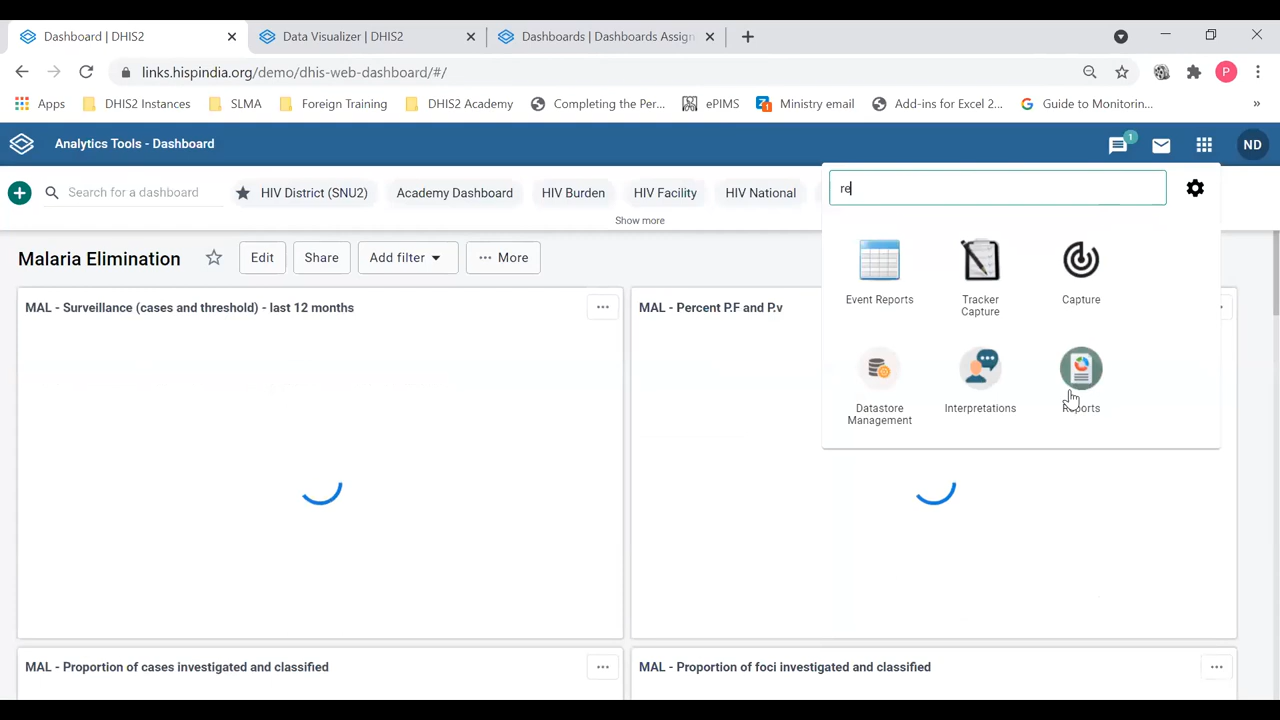 Dashboard | DHIS2
Data Visualizer | DHIS2
Dashboards | Dashboards Assign
P
links.hispindia.org/demo/dhis-web-dashboard/#/
Apps
DHIS2 Instances
SLMA
Foreign Training
DHIS2 Academy
Completing the Per...
ePIMS
Ministry email
Add-ins for Excel 2...
Guide to Monitorin...
»
Analytics Tools - Dashboard
1
ND
Search for a dashboard
HIV District (SNU2)
Academy Dashboard
HIV Burden
HIV Facility
HIV National
re
Show more
Malaria Elimination
Edit
Share
Add filter
More
Event Reports
Tracker
Capture
Capture
Datastore
Management
Interpretations
Reports
MAL - Surveillance (cases and threshold) - last 12 months
MAL - Percent P.F and P.v
MAL - Proportion of cases investigated and classified
MAL - Proportion of foci investigated and classified